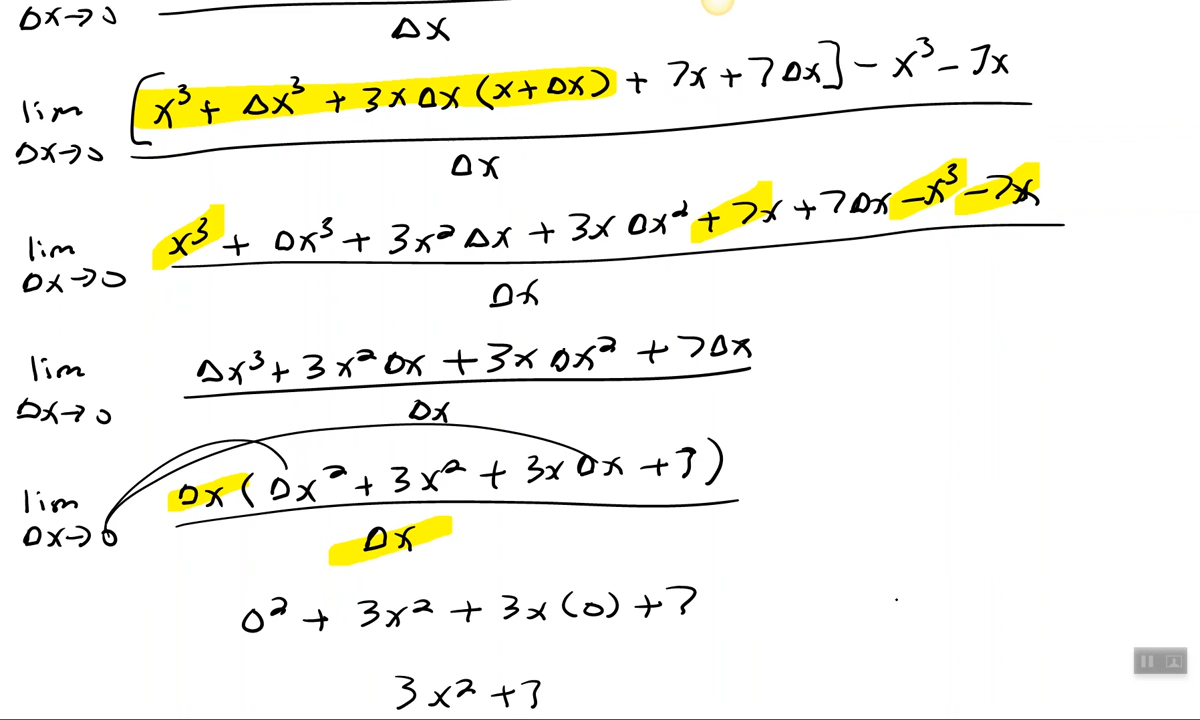 Δx→0 Δx
lim Δx→0 [x³ + Δx³ + 3xΔx(x+Δx) + 7x + 7Δx] - x³ - 7x
Δx
lim Δx→0 x³ + Δx³ + 3x²Δx + 3xΔx² + 7x + 7Δx - x³ - 7x
Δx
lim Δx→0 Δx³ + 3x²Δx + 3xΔx² + 7Δx
Δx
lim Δx→0 Δx(Δx² + 3x² + 3xΔx + 7)
Δx
0² + 3x² + 3x(0) + 7
3x² + 7